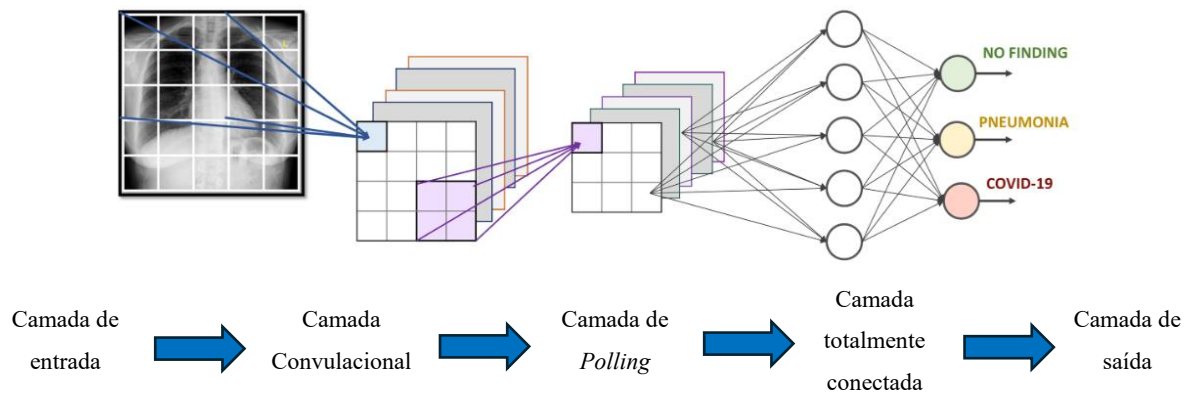 NO FINDING
PNEUMONIA
COVID-19
Camada de
entrada
Camada
Convulacional
Camada de
Polling
Camada
totalmente
conectada
Camada de
saída